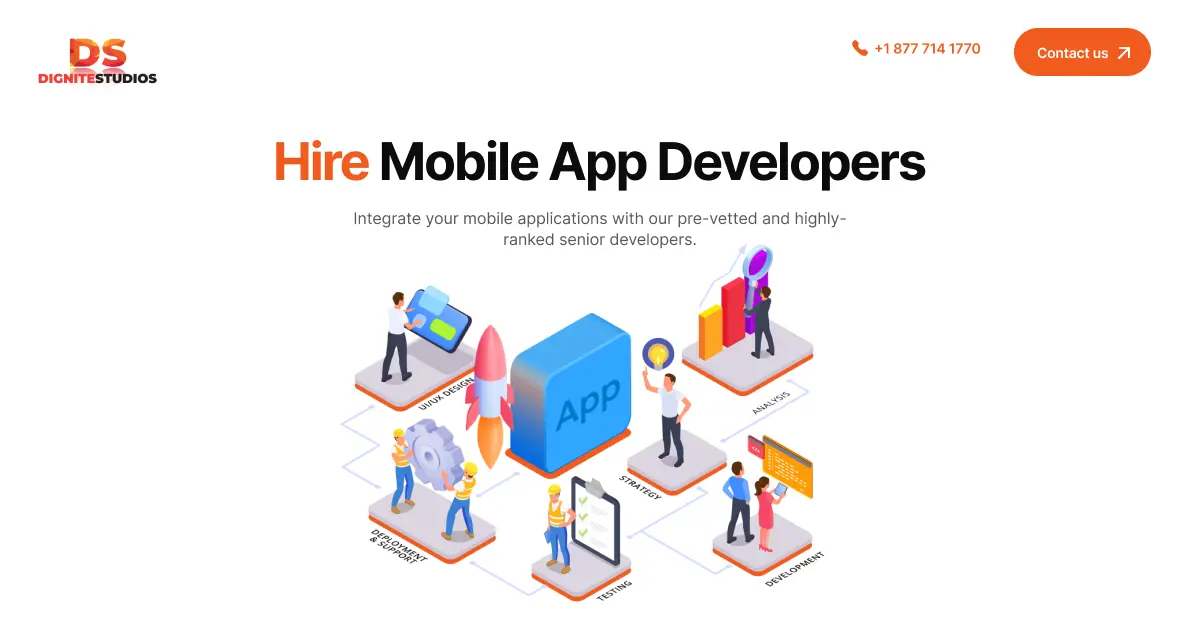 DS
DIGNITESTUDIOS
+1 877 714 1770
Contact us
Hire Mobile App Developers
Integrate your mobile applications with our pre-vetted and highly-
ranked senior developers.
UI/UX DESIGN
App
ANALYSIS
STRATEGY
DEPLOYMENT
& SUPPORT
TESTING
DEVELOPMENT